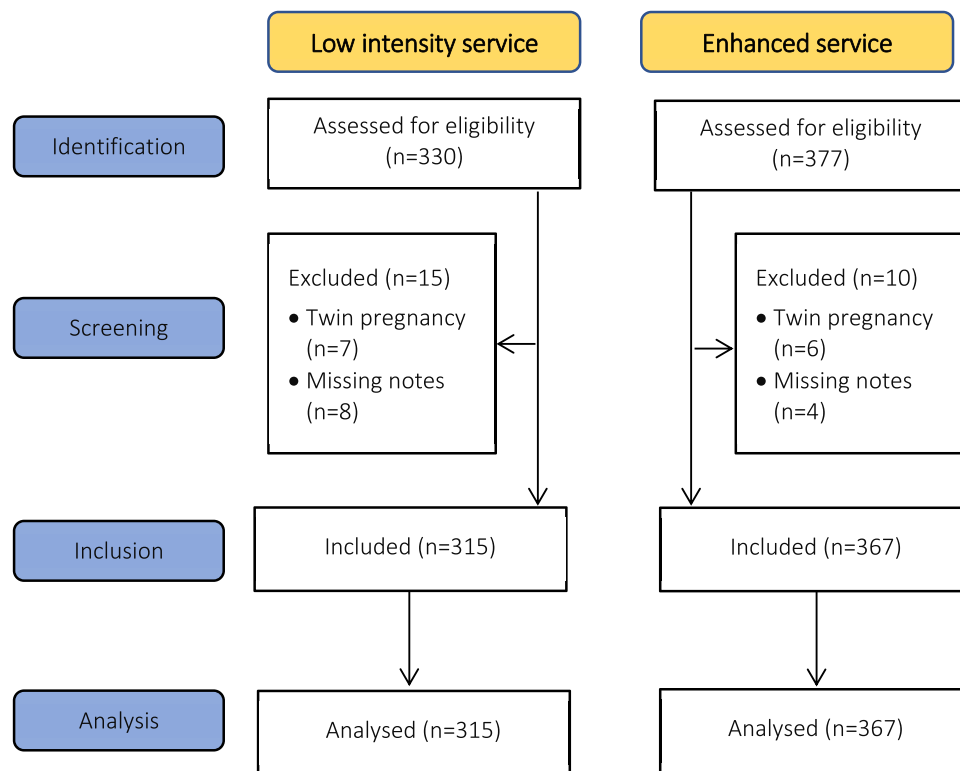 Low intensity service
Enhanced service
Identification
Assessed for eligibility
(n=330)
Assessed for eligibility
(n=377)
Screening
Excluded (n=15)
• Twin pregnancy
(n=7)
• Missing notes
(n=8)
Excluded (n=10)
• Twin pregnancy
(n=6)
• Missing notes
(n=4)
Inclusion
Included (n=315)
Included (n=367)
Analysis
Analysed (n=315)
Analysed (n=367)